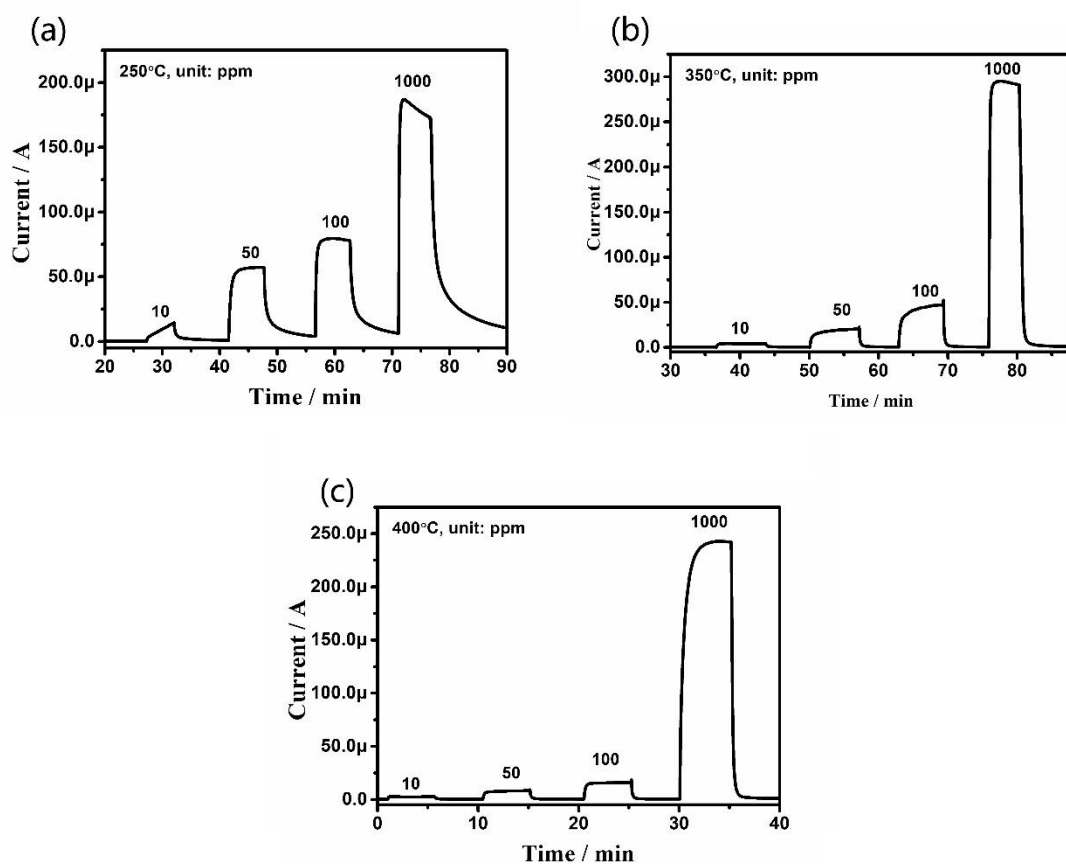 (a)
250°C, unit: ppm
1000
200.0µ
150.0µ
100.0µ
50.0µ
0.0
Current / A
10
50
100
20 30 40 50 60 70 80 90
Time / min
(b)
350°C, unit: ppm
1000
300.0µ
250.0µ
200.0µ
150.0µ
100.0µ
50.0µ
0.0
Current / A
10
50
100
30 40 50 60 70 80
Time / min
(c)
400°C, unit: ppm
1000
250.0µ
200.0µ
150.0µ
100.0µ
50.0µ
0.0
Current / A
10
50
100
0 10 20 30 40
Time / min